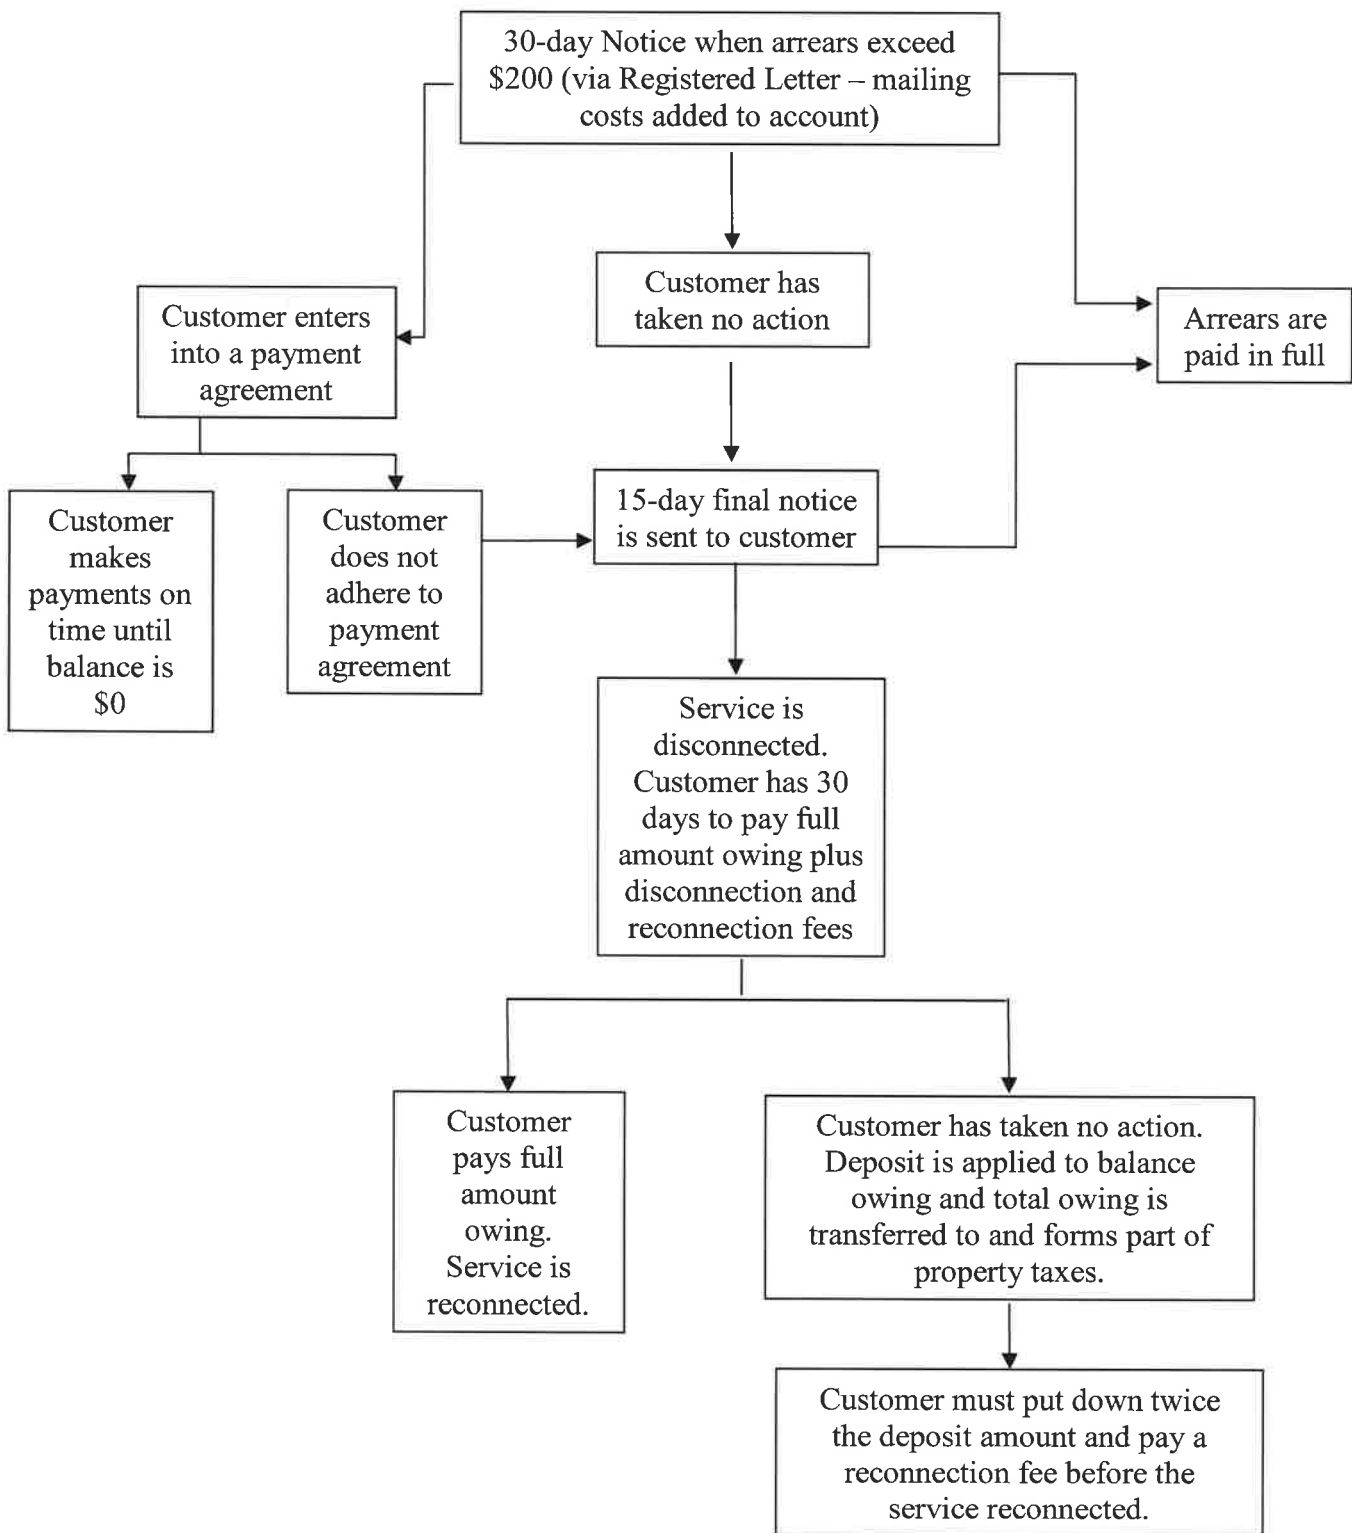 30-day Notice when arrears exceed
$200 (via Registered Letter – mailing
costs added to account)
Customer has
taken no action
Customer enters
into a payment
agreement
Arrears are
paid in full
Customer
makes
payments on
time until
balance is
$0
Customer
does not
adhere to
payment
agreement
15-day final notice
is sent to customer
Service is
disconnected.
Customer has 30
days to pay full
amount owing plus
disconnection and
reconnection fees
Customer
pays full
amount
owing.
Service is
reconnected.
Customer has taken no action.
Deposit is applied to balance
owing and total owing is
transferred to and forms part of
property taxes.
Customer must put down twice
the deposit amount and pay a
reconnection fee before the
service reconnected.